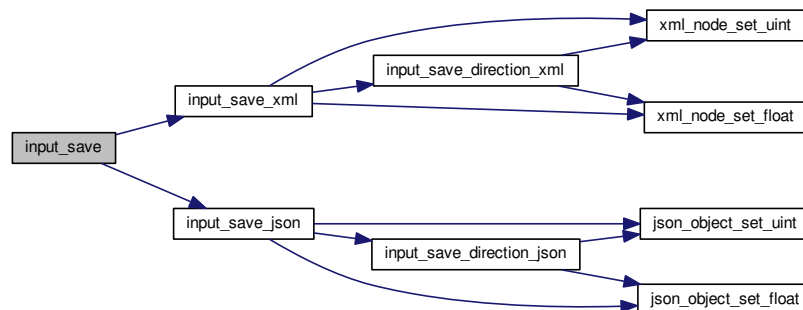 xml_node_set_uint
input_save_direction_xml
input_save_xml
xml_node_set_float
input_save
input_save_json
json_object_set_uint
input_save_direction_json
json_object_set_float